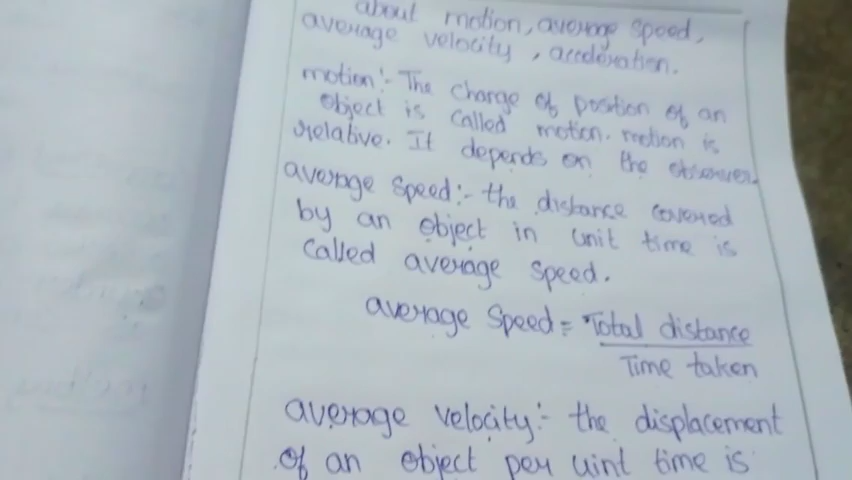 about motion, average speed,
average velocity, acceleration.
motion:- The change of position of an
object is called motion. motion is
relative. It depends on the observer.
average speed:- the distance covered
by an object in unit time is
called average speed.
average speed = Total distance
Time taken
average velocity:- the displacement
of an object per uint time is